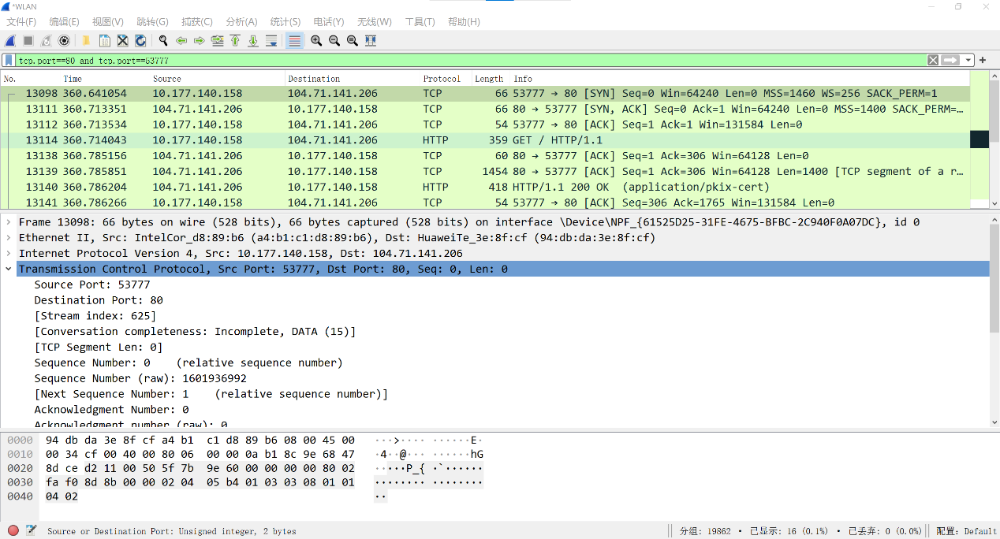 *WLAN
文件(F) 编辑(E) 视图(V) 跳转(G) 捕获(C) 分析(A) 统计(S) 电话(Y) 无线(W) 工具(T) 帮助(H)
tcp.port==80 and tcp.port==53777
No. Time Source Destination Protocol Length Info
13098 360.641054 10.177.140.158 104.71.141.206 TCP 66 53777 → 80 [SYN] Seq=0 Win=64240 Len=0 MSS=1460 WS=256 SACK_PERM=1
13111 360.713351 104.71.141.206 10.177.140.158 TCP 66 80 → 53777 [SYN, ACK] Seq=0 Ack=1 Win=64240 Len=0 MSS=1400 SACK_PERM=…
13112 360.713534 10.177.140.158 104.71.141.206 TCP 54 53777 → 80 [ACK] Seq=1 Ack=1 Win=131584 Len=0
13114 360.714043 10.177.140.158 104.71.141.206 HTTP 359 GET / HTTP/1.1
13138 360.785156 104.71.141.206 10.177.140.158 TCP 60 80 → 53777 [ACK] Seq=1 Ack=306 Win=64128 Len=0
13139 360.785851 104.71.141.206 10.177.140.158 TCP 1454 80 → 53777 [ACK] Seq=1 Ack=306 Win=64128 Len=1400 [TCP segment of a r…
13140 360.786204 104.71.141.206 10.177.140.158 HTTP 418 HTTP/1.1 200 OK (application/pkix-cert)
13141 360.786266 10.177.140.158 104.71.141.206 TCP 54 53777 → 80 [ACK] Seq=306 Ack=1765 Win=131584 Len=0
Frame 13098: 66 bytes on wire (528 bits), 66 bytes captured (528 bits) on interface \Device\NPF_{61525D25-31FE-4675-BFBC-2C940F0A07DC}, id 0
Ethernet II, Src: IntelCor_d8:89:b6 (a4:b1:c1:d8:89:b6), Dst: HuaweiTe_3e:8f:cf (94:db:da:3e:8f:cf)
Internet Protocol Version 4, Src: 10.177.140.158, Dst: 104.71.141.206
Transmission Control Protocol, Src Port: 53777, Dst Port: 80, Seq: 0, Len: 0
Source Port: 53777
Destination Port: 80
[Stream index: 625]
[Conversation completeness: Incomplete, DATA (15)]
[TCP Segment Len: 0]
Sequence Number: 0 (relative sequence number)
Sequence Number (raw): 1601936992
[Next Sequence Number: 1 (relative sequence number)]
Acknowledgment Number: 0
Acknowledgment number (raw): 0
0000 94 db da 3e 8f cf a4 b1 c1 d8 89 b6 08 00 45 00 ···>···· ······E·
0010 00 34 cf 00 40 00 80 06 00 00 0a b1 8c 9e 68 47 ·4··@··· ······hG
0020 8d ce d2 11 00 50 5f 7b 9e 60 00 00 00 00 80 02 ·····P_{ ·`······
0030 fa f0 8d 8b 00 00 02 04 05 b4 01 03 03 08 01 01 ········ ········
0040 04 02 ··
Source or Destination Port: Unsigned integer, 2 bytes 分组: 19862 · 已显示: 16 (0.1%) · 已丢弃: 0 (0.0%) 配置: Default